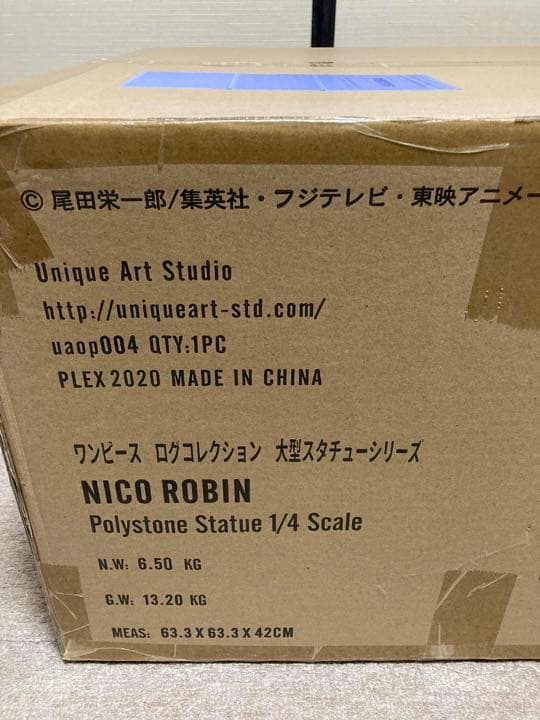 © 尾田栄一郎/集英社・フジテレビ・東映アニメー
Unique Art Studio
http://uniqueart-std.com/
uaop004 QTY:1PC
PLEX 2020 MADE IN CHINA
ワンピース ログコレクション 大型スタチューシリーズ
NICO ROBIN
Polystone Statue 1/4 Scale
N.W: 6.50 KG
G.W: 13.20 KG
MEAS: 63.3 X 63.3 X 42CM